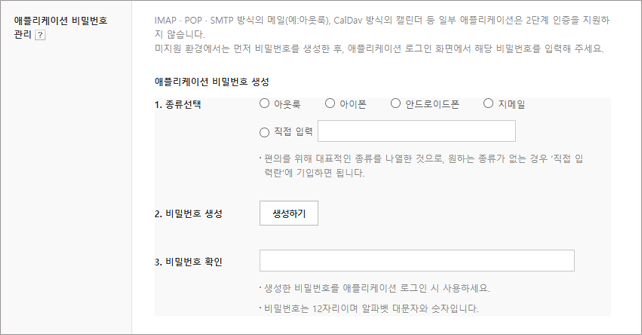 애플리케이션 비밀번호
관리 ?
IMAP · POP · SMTP 방식의 메일(예:아웃룩), CalDav 방식의 캘린더 등 일부 애플리케이션은 2단계 인증을 지원하
지 않습니다.
미지원 환경에서는 먼저 비밀번호를 생성한 후, 애플리케이션 로그인 화면에서 해당 비밀번호를 입력해 주세요.
애플리케이션 비밀번호 생성
1. 종류선택 아웃룩 아이폰 안드로이드폰 지메일
직접 입력
· 편의를 위해 대표적인 종류를 나열한 것으로, 원하는 종류가 없는 경우 '직접 입
력란'에 기입하면 됩니다.
2. 비밀번호 생성 생성하기
3. 비밀번호 확인
· 생성한 비밀번호를 애플리케이션 로그인 시 사용하세요.
· 비밀번호는 12자리이며 알파벳 대문자와 숫자입니다.